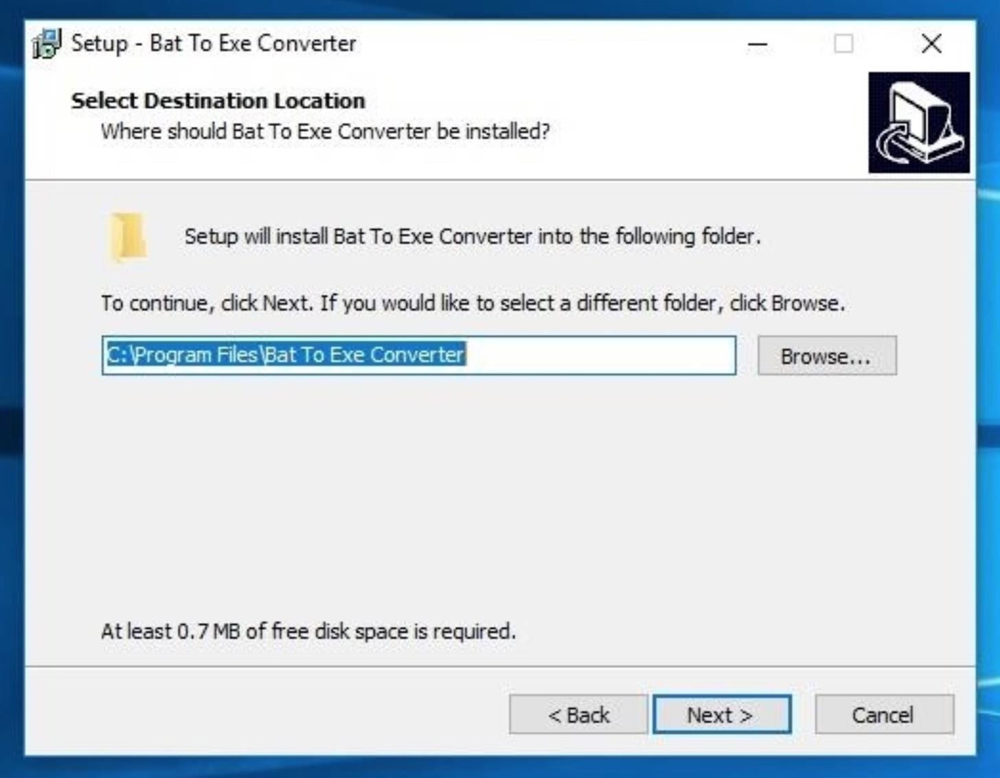 Setup - Bat To Exe Converter
Select Destination Location
Where should Bat To Exe Converter be installed?
Setup will install Bat To Exe Converter into the following folder.
To continue, click Next. If you would like to select a different folder, click Browse.
C:\Program Files\Bat To Exe Converter
Browse...
At least 0.7 MB of free disk space is required.
< Back
Next >
Cancel